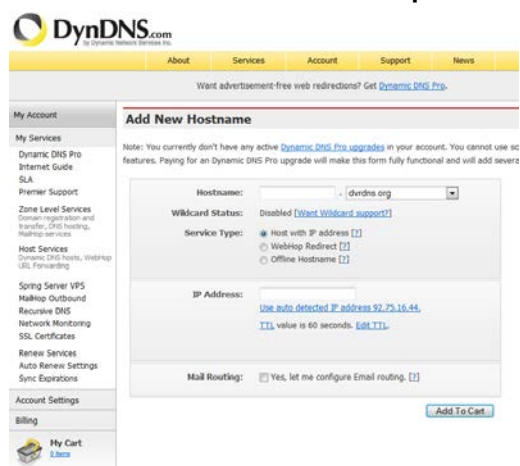 DynDNS.com
by Dynamic Network Services Inc.
About Services Account Support News
Want advertisement-free web redirections? Get Dynamic DNS Pro.
My Account
My Services
Dynamic DNS Pro
Internet Guide
SLA
Premier Support
Zone Level Services
Domain registration and
transfer, DNS hosting,
MailHop services
Host Services
Dynamic DNS hosts, WebHop
URL Forwarding
Spring Server VPS
MailHop Outbound
Recursive DNS
Network Monitoring
SSL Certificates
Renew Services
Auto Renew Settings
Sync Expirations
Account Settings
Billing
My Cart
0 items
Add New Hostname
Note: You currently don't have any active Dynamic DNS Pro upgrades in your account. You cannot use sc
features. Paying for an Dynamic DNS Pro upgrade will make this form fully functional and will add severa
Hostname: . dvrdns.org
Wildcard Status: Disabled [Want Wildcard support?]
Service Type: Host with IP address [?]
WebHop Redirect [?]
Offline Hostname [?]
IP Address:
Use auto detected IP address 92.75.16.44.
TTL value is 60 seconds. Edit TTL.
Mail Routing: Yes, let me configure Email routing. [?]
Add To Cart